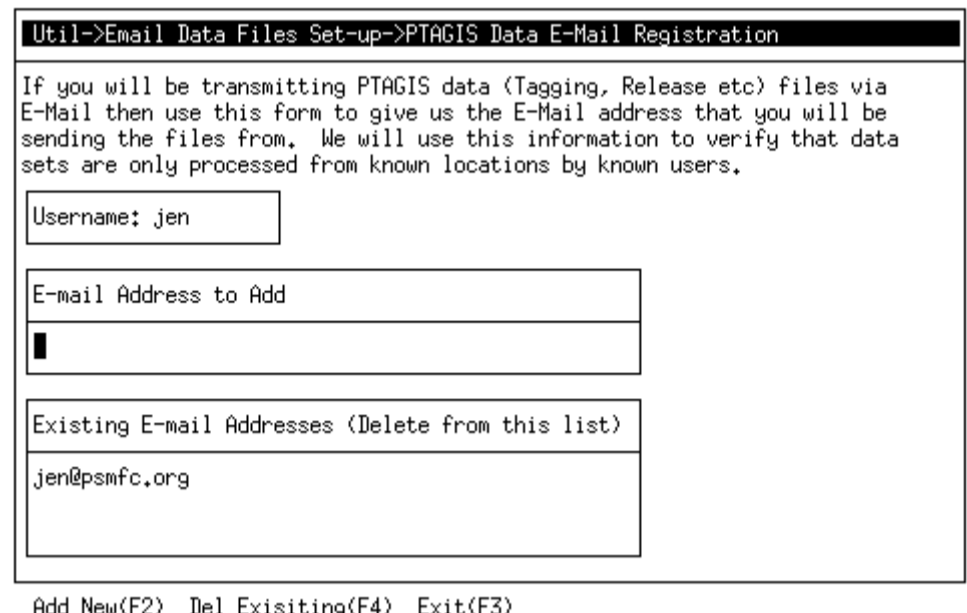 Util->Email Data Files Set-up->PTAGIS Data E-Mail Registration
If you will be transmitting PTAGIS data (Tagging, Release etc) files via
E-Mail then use this form to give us the E-Mail address that you will be
sending the files from.  We will use this information to verify that data
sets are only processed from known locations by known users.
Username: jen
E-mail Address to Add
Existing E-mail Addresses (Delete from this list)
jen@psmfc.org
Add New(F2)  Del Exisiting(F4)  Exit(F3)